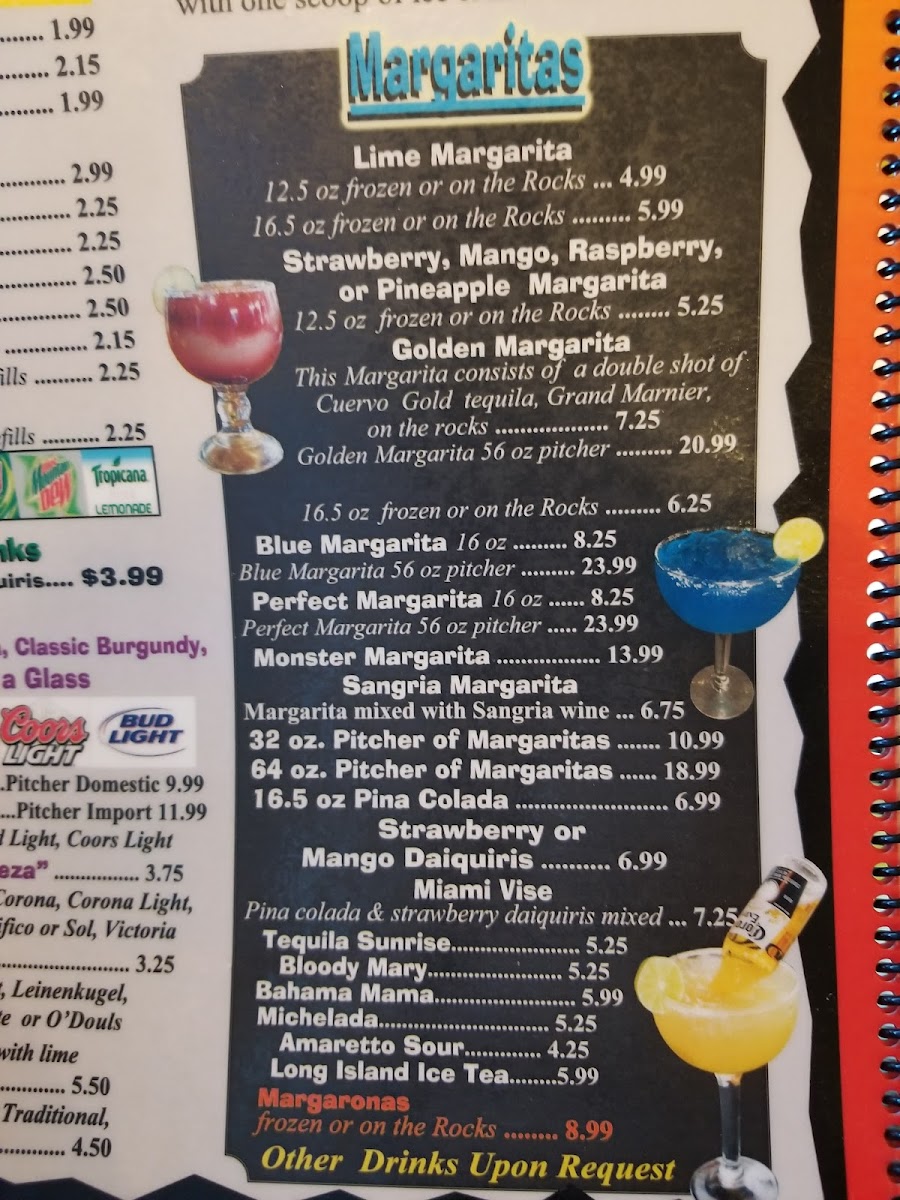 with one scoop of ice
Margaritas
Lime Margarita
12.5 oz frozen or on the Rocks ... 4.99
16.5 oz frozen or on the Rocks ......... 5.99
Strawberry, Mango, Raspberry,
or Pineapple Margarita
12.5 oz frozen or on the Rocks ........ 5.25
Golden Margarita
This Margarita consists of a double shot of
Cuervo Gold tequila, Grand Marnier,
on the rocks .................... 7.25
Golden Margarita 56 oz pitcher .......... 20.99
16.5 oz frozen or on the Rocks ......... 6.25
Blue Margarita 16 oz ......... 8.25
Blue Margarita 56 oz pitcher .......... 23.99
Perfect Margarita 16 oz ...... 8.25
Perfect Margarita 56 oz pitcher ..... 23.99
Monster Margarita .................. 13.99
Sangria Margarita
Margarita mixed with Sangria wine ... 6.75
32 oz. Pitcher of Margaritas ....... 10.99
64 oz. Pitcher of Margaritas ...... 18.99
16.5 oz Pina Colada ........................... 6.99
Strawberry or
Mango Daiquiris ........... 6.99
Miami Vise
Pina colada & strawberry daiquiris mixed ... 7.25
Tequila Sunrise....................... 5.25
Bloody Mary........................ 5.25
Bahama Mama......................... 5.99
Michelada.............................. 5.25
Amaretto Sour............. 4.25
Long Island Ice Tea........5.99
Margaronas
frozen or on the Rocks ......... 8.99
Other Drinks Upon Request
........ 1.99
......... 2.15
.......... 1.99
............ 2.99
............. 2.25
............. 2.25
.............. 2.50
.............. 2.50
.............. 2.15
.......... 2.25
.......... 2.25
Mountain
Dew
Tropicana
LEMONADE
.... $3.99
, Classic Burgundy,
a Glass
Coors
LIGHT
BUD
LIGHT
..Pitcher Domestic 9.99
....Pitcher Import 11.99
Light, Coors Light
................ 3.75
Corona, Corona Light,
or Sol, Victoria
........................ 3.25
, Leinenkugel,
or O'Douls
with lime
............ 5.50
Traditional,
............. 4.50